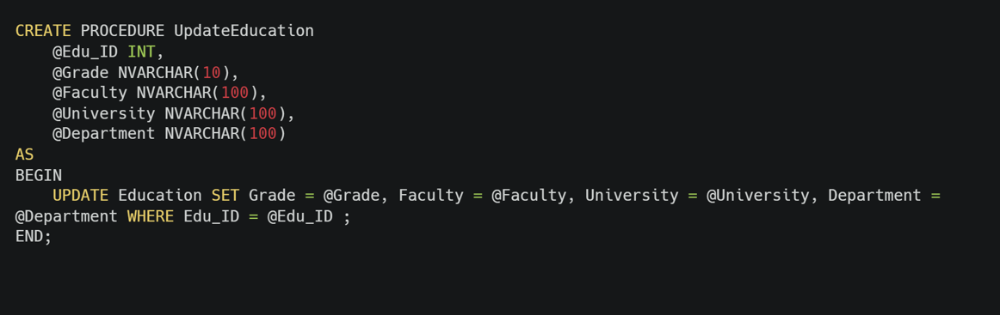 CREATE PROCEDURE UpdateEducation
    @Edu_ID INT,
    @Grade NVARCHAR(10),
    @Faculty NVARCHAR(100),
    @University NVARCHAR(100),
    @Department NVARCHAR(100)
AS
BEGIN
    UPDATE Education SET Grade = @Grade, Faculty = @Faculty, University = @University, Department =
@Department WHERE Edu_ID = @Edu_ID ;
END;